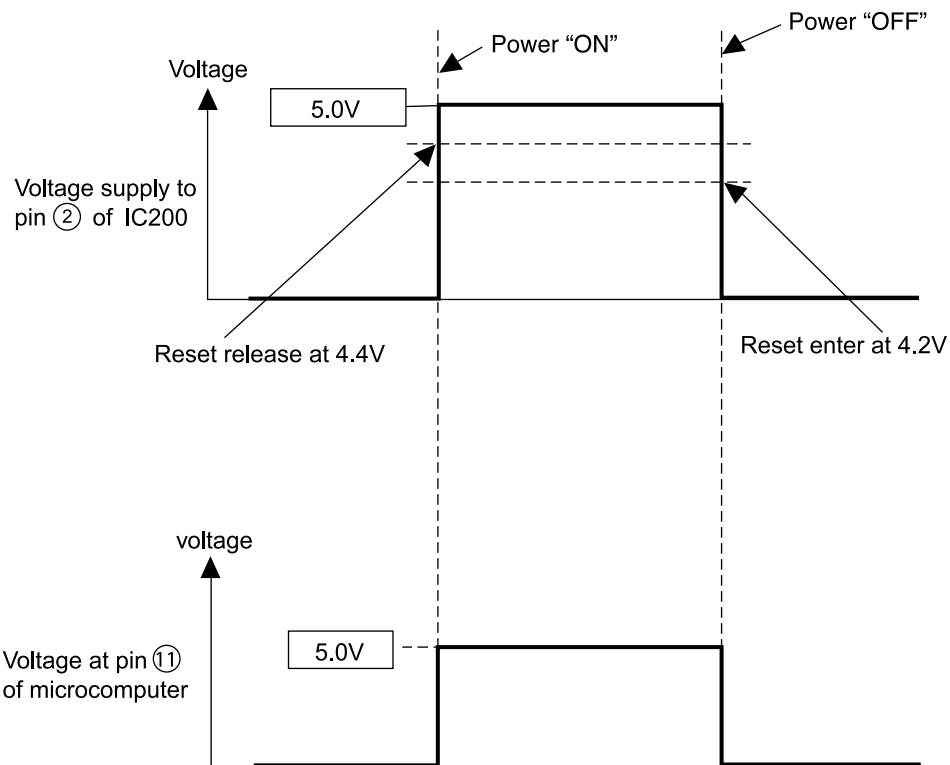 Power “OFF”
Power “ON”
Voltage
5.0V
Voltage supply to
pin ② of IC200
Reset release at 4.4V
Reset enter at 4.2V
voltage
5.0V
Voltage at pin ⑪
of microcomputer